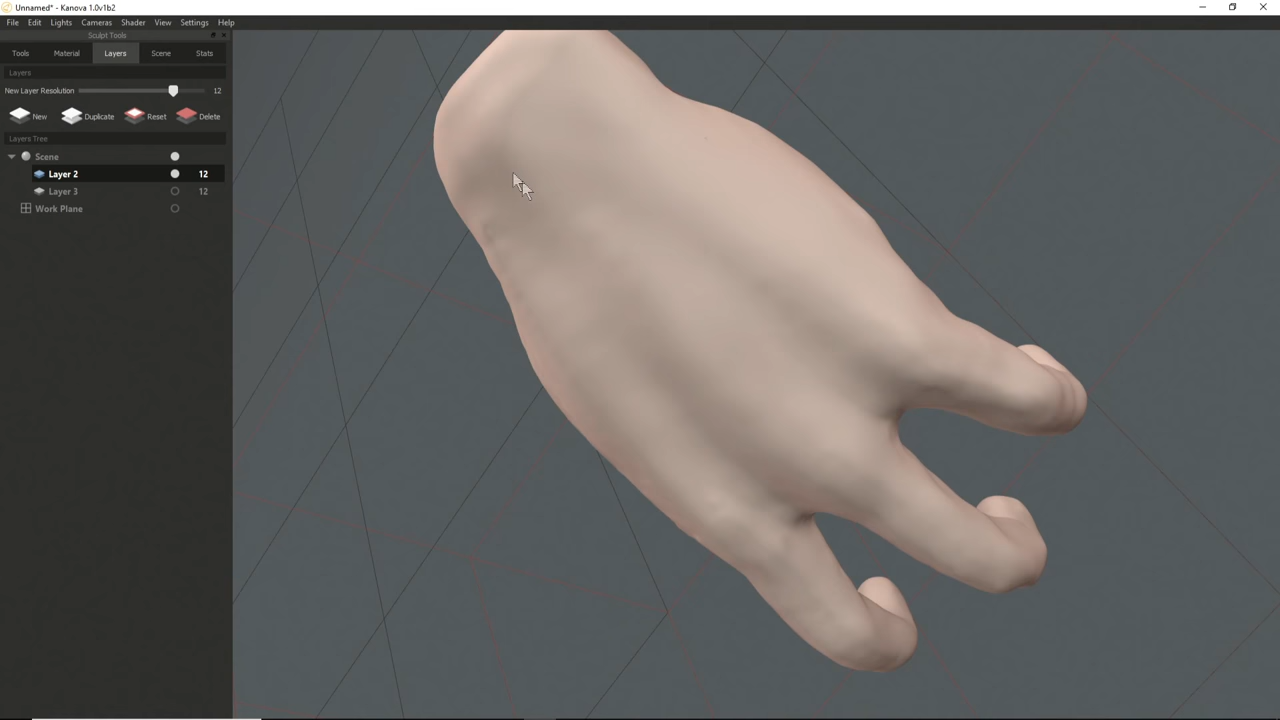 Unnamed* - Kanova 1.0v1b2
File Edit Lights Cameras Shader View Settings Help
Sculpt Tools
Tools Material Layers Scene Stats
Layers
New Layer Resolution 12
New Duplicate Reset Delete
Layers Tree
Scene
Layer 2 12
Layer 3 12
Work Plane